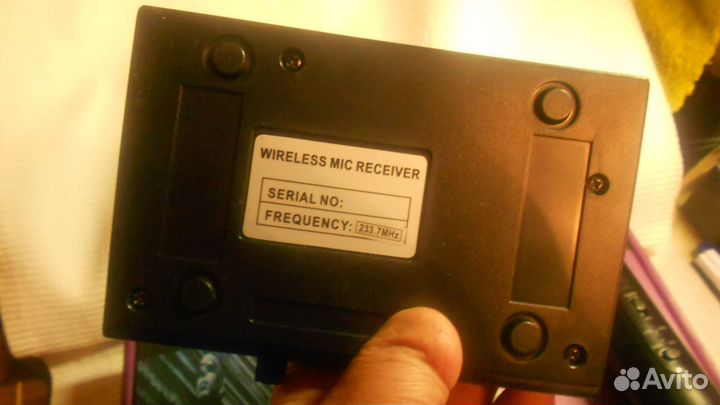 WIRELESS MIC RECEIVER
SERIAL NO:
FREQUENCY: 233.7MHz
Avito